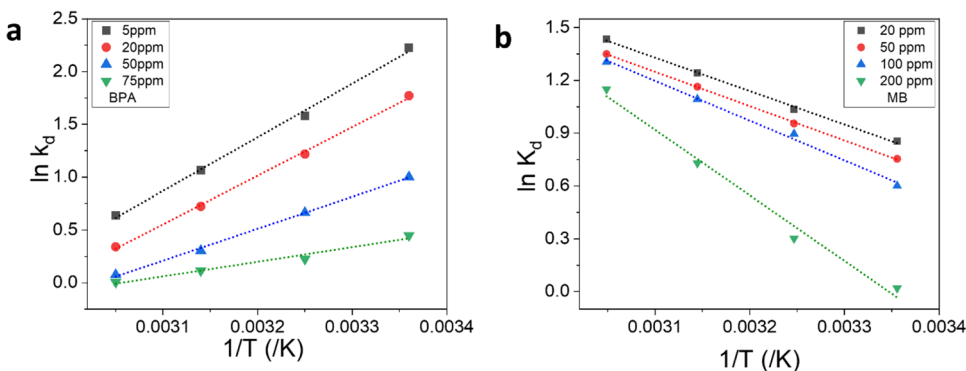 a
2.5
2.0
1.5
1.0
0.5
0.0
ln k_d
5ppm
20ppm
50ppm
75ppm
BPA
0.0031 0.0032 0.0033 0.0034
1/T (/K)
b
1.5
1.2
0.9
0.6
0.3
0.0
ln K_d
20 ppm
50 ppm
100 ppm
200 ppm
MB
0.0031 0.0032 0.0033 0.0034
1/T (/K)